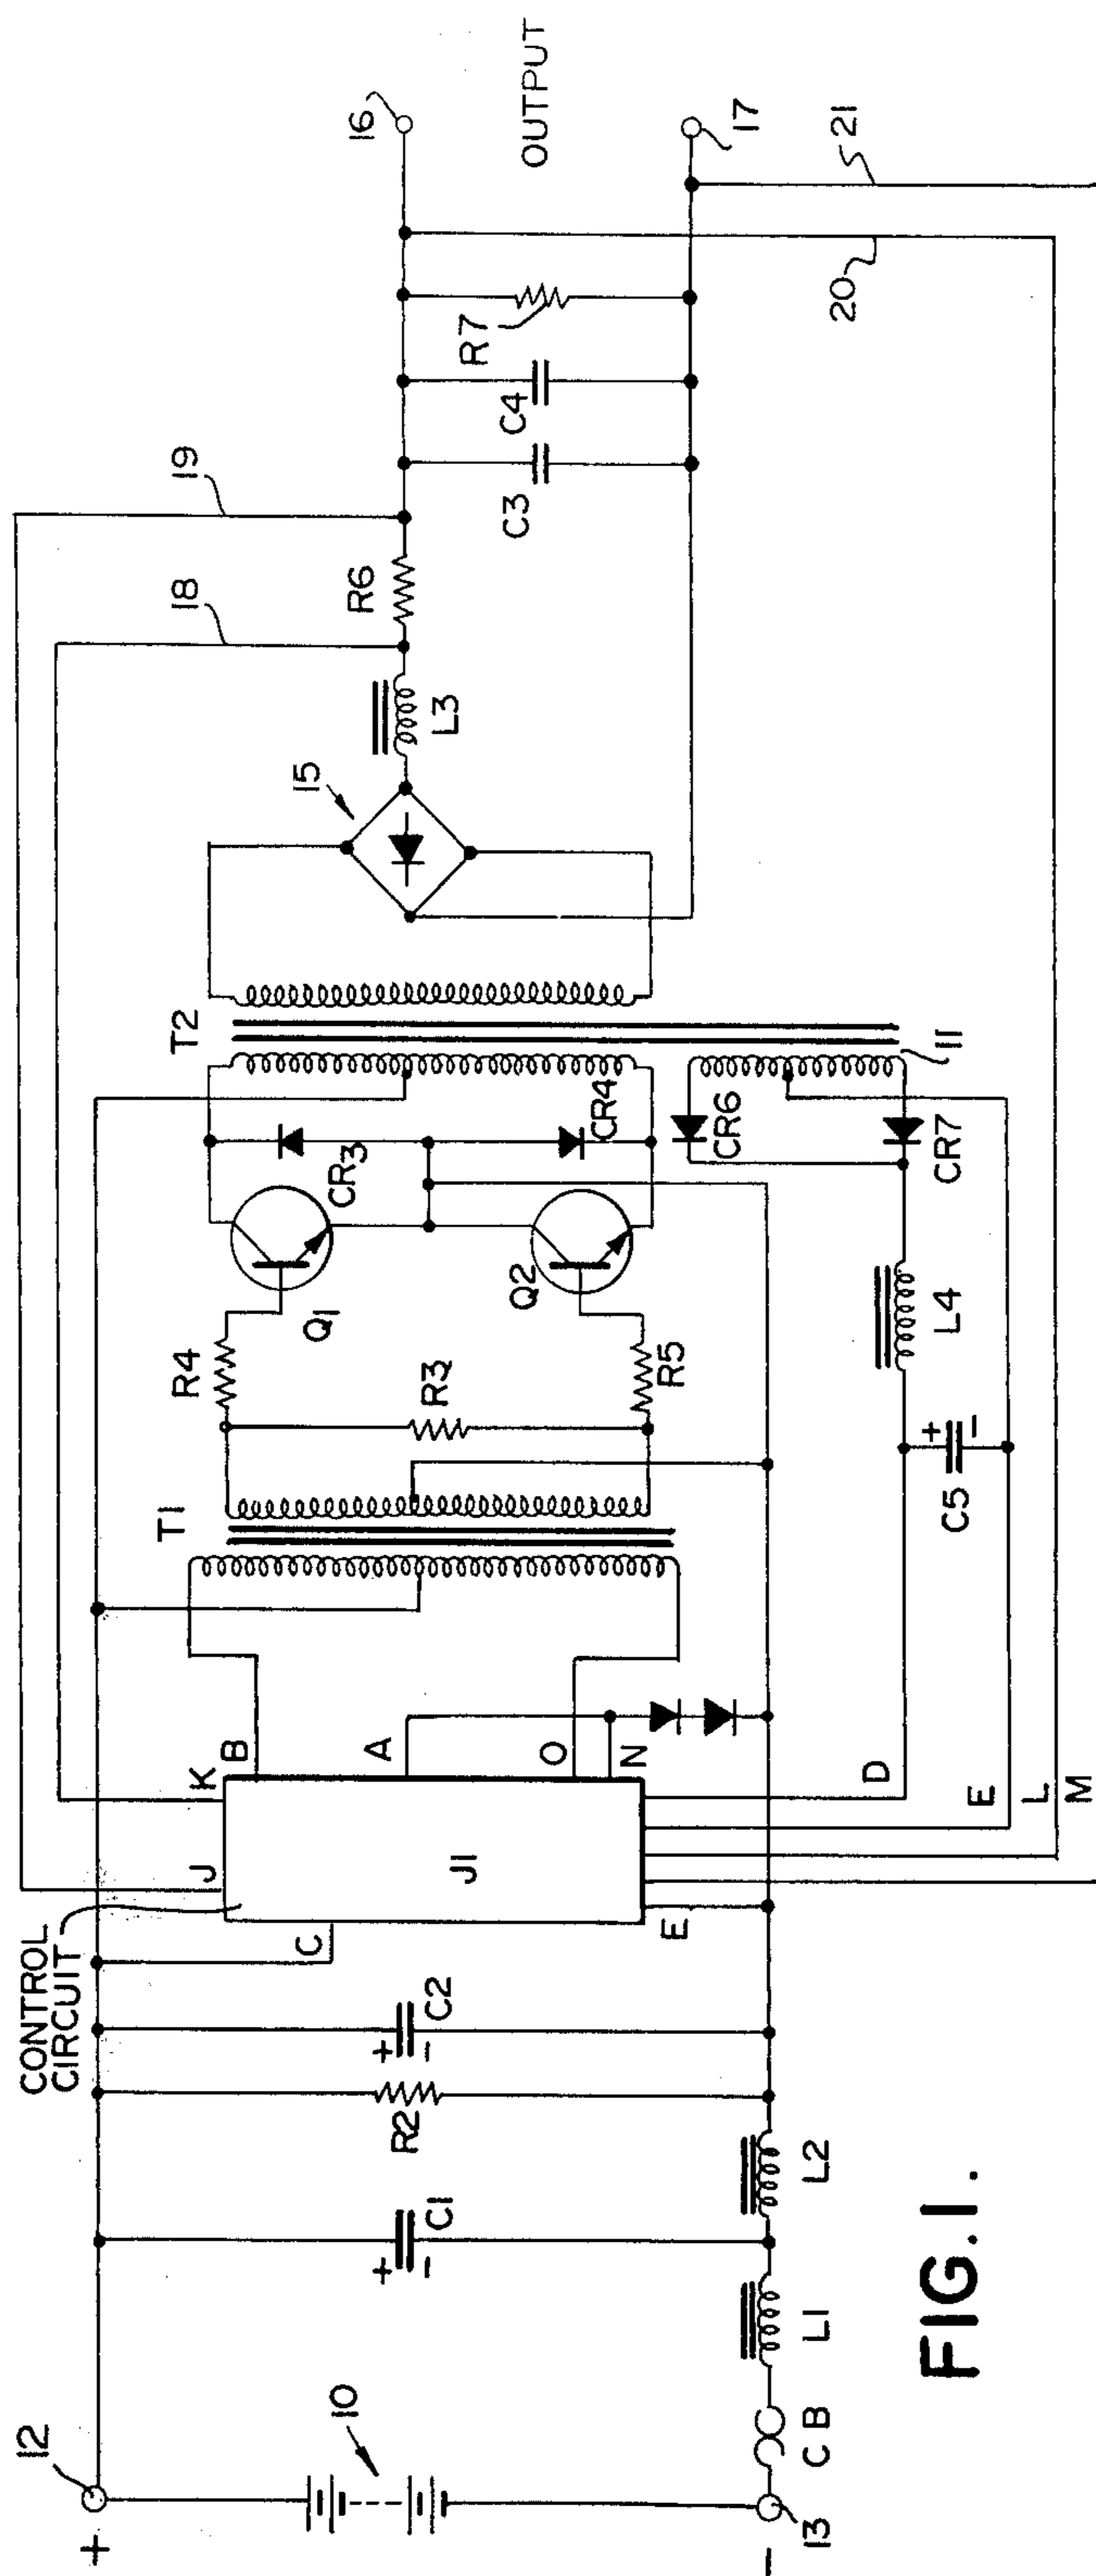 12
+
10
13
−
CB
L1
C1
+
−
L2
R2
C2
+
−
CONTROL
CIRCUIT
C
J
K
J1
B
A
O
N
E
D
E
L
M
T1
R4
R3
R5
Q1
Q2
CR3
CR4
T2
CR6
CR7
11
L4
C5
+
−
15
L3
18
R6
19
C3
C4
R7
20
21
16
17
OUTPUT
FIG. 1.